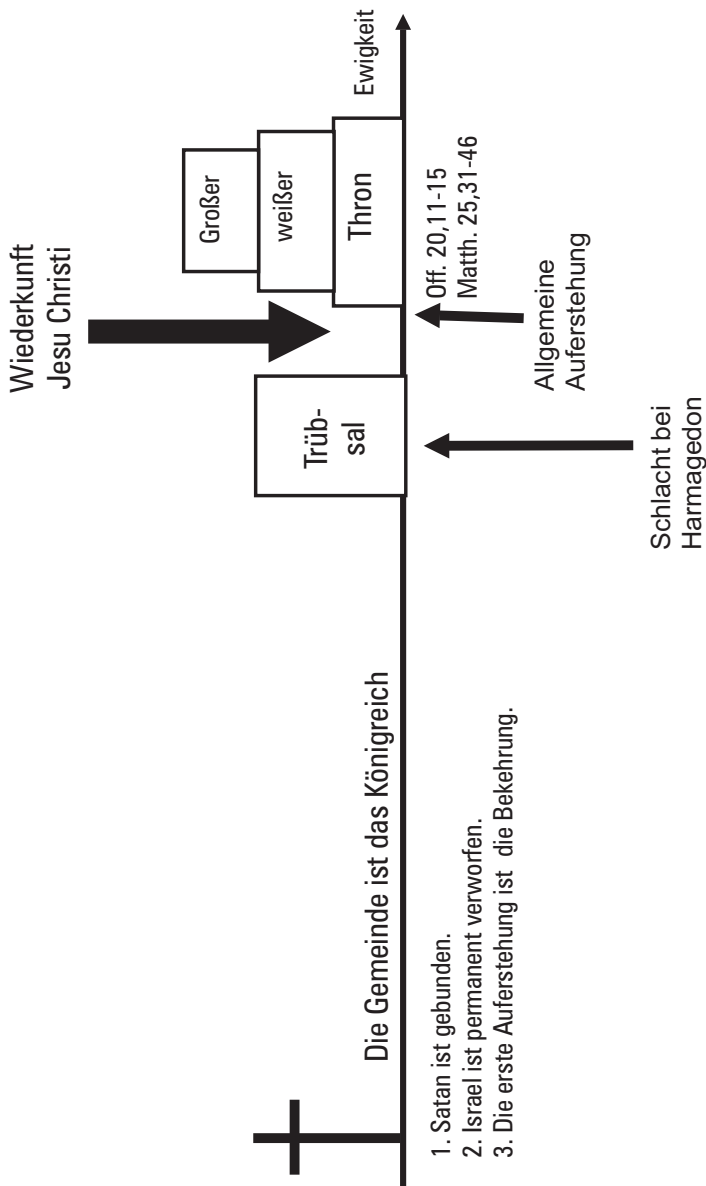 Wiederkunft
Jesu Christi
Großer
weißer
Thron
Ewigkeit
Trüb-
sal
Die Gemeinde ist das Königreich
1. Satan ist gebunden.
2. Israel ist permanent verworfen.
3. Die erste Auferstehung ist die Bekehrung.
Off. 20,11-15
Matth. 25,31-46
Allgemeine
Auferstehung
Schlacht bei
Harmagedon